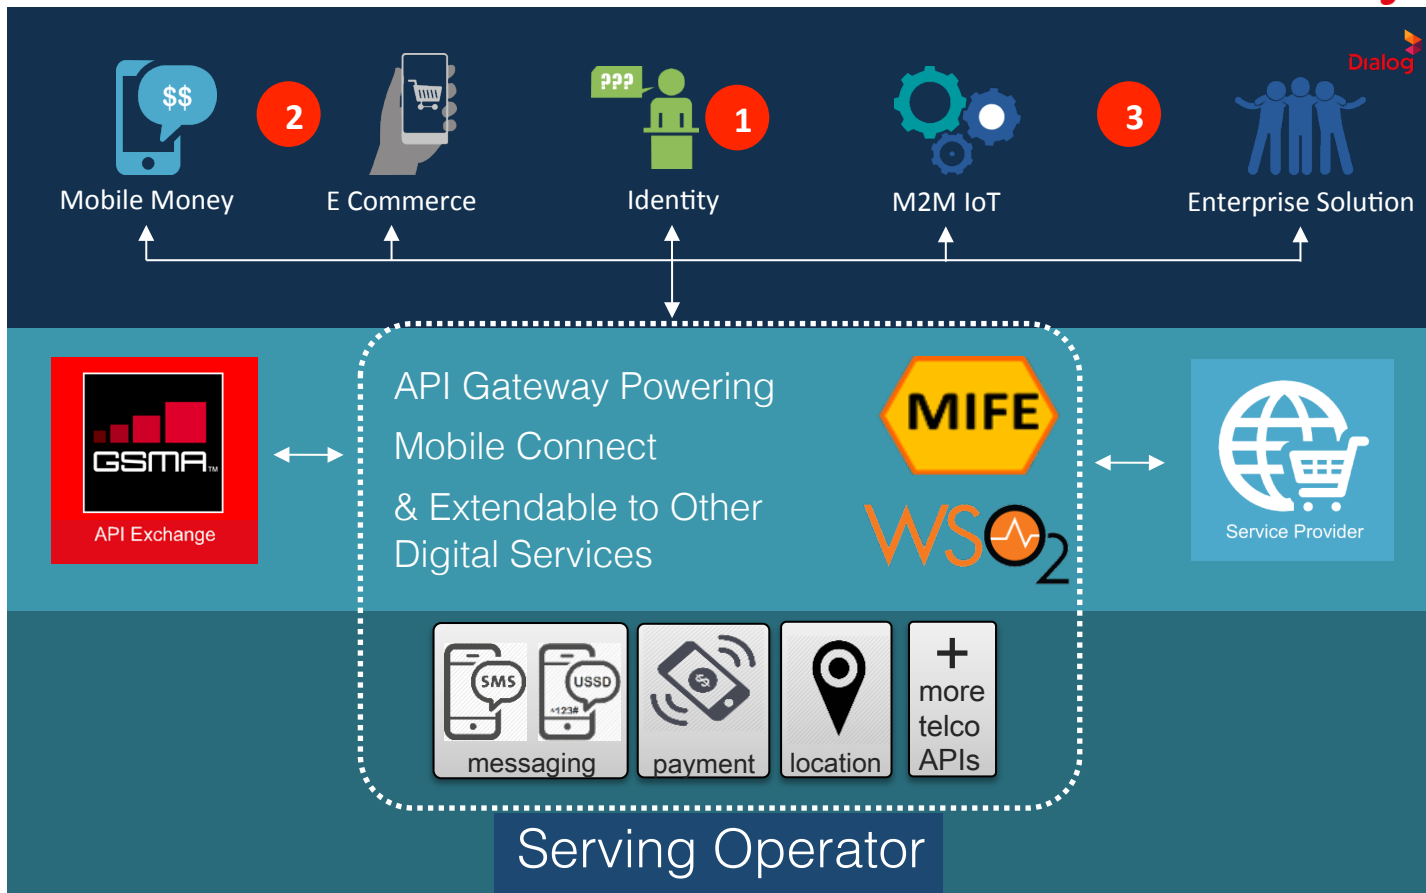 Dialog
$$
2
???
1
3
Mobile Money
E Commerce
Identity
M2M IoT
Enterprise Solution
GSMA™
API Exchange
API Gateway Powering
Mobile Connect
& Extendable to Other
Digital Services
MIFE
WSO2
Service Provider
SMS
USSD
*123#
messaging
payment
location
+
more
telco
APIs
Serving Operator